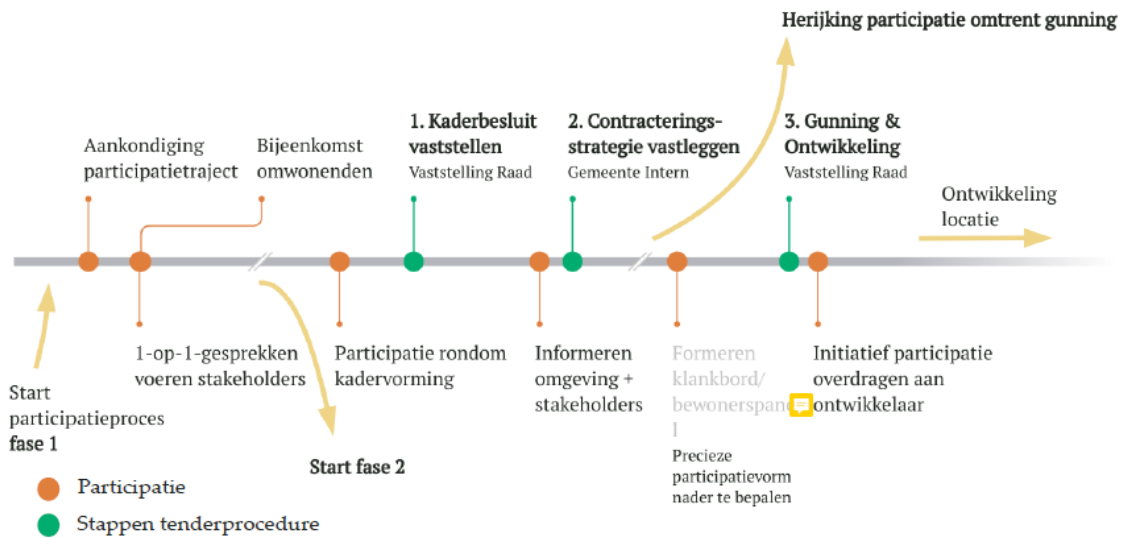 Herijking participatie omtrent gunning
Aankondiging
participatietraject
Bijeenkomst
omwonenden
1. Kaderbesluit
vaststellen
Vaststelling Raad
2. Contracterings-
strategie vastleggen
Gemeente Intern
3. Gunning &
Ontwikkeling
Vaststelling Raad
Ontwikkeling
locatie
Start
participatieproces
fase 1
1-op-1-gesprekken
voeren stakeholders
Start fase 2
Participatie rondom
kadervorming
Informeren
omgeving +
stakeholders
Formeren
klankbord/
bewonerspane
l
Precieze
participatievorm
nader te bepalen
Initiatief participatie
overdragen aan
ontwikkelaar
Participatie
Stappen tenderprocedure